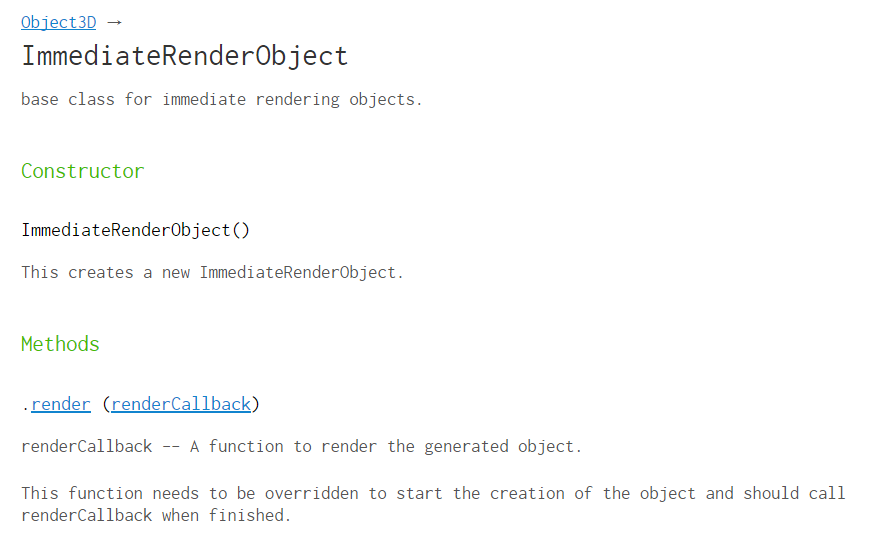 Object3D →
ImmediateRenderObject
base class for immediate rendering objects.
Constructor
ImmediateRenderObject()
This creates a new ImmediateRenderObject.
Methods
.render (renderCallback)
renderCallback -- A function to render the generated object.
This function needs to be overridden to start the creation of the object and should call
renderCallback when finished.